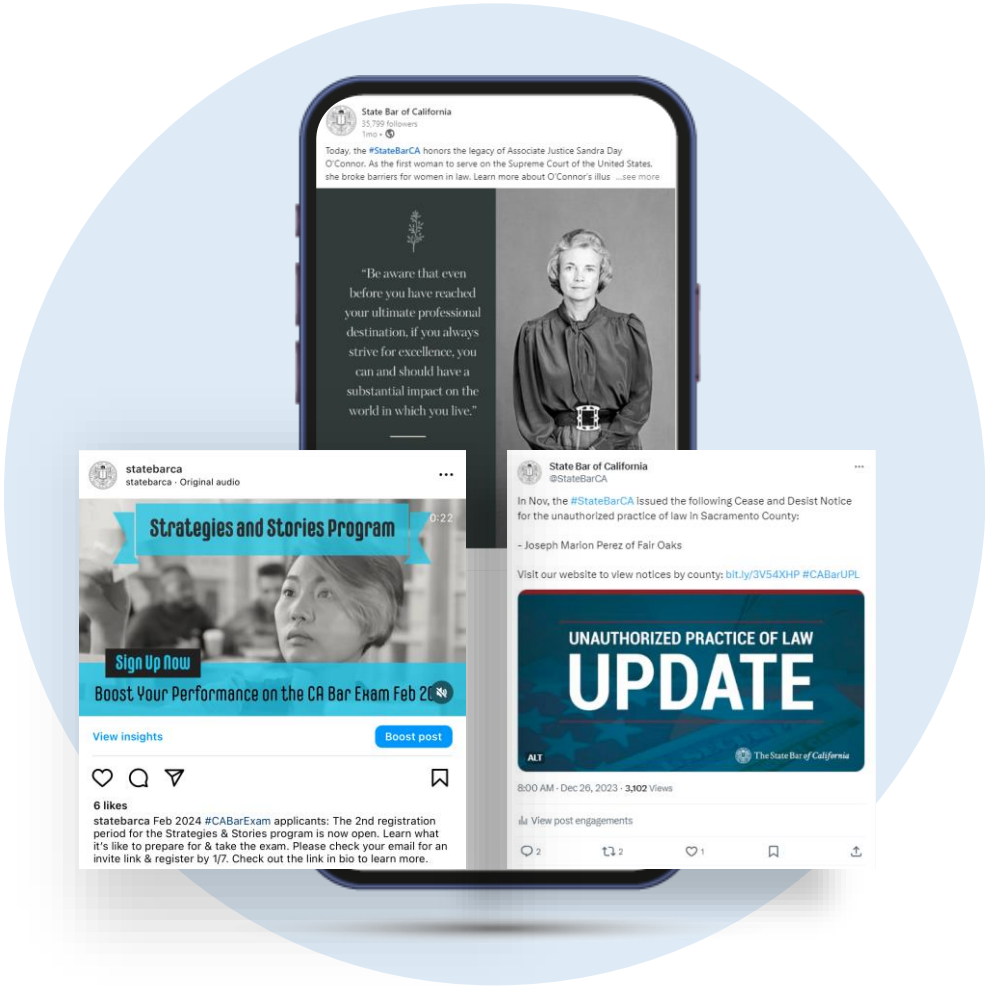 State Bar of California
35,799 followers
1mo •
Today, the #StateBarCA honors the legacy of Associate Justice Sandra Day
O'Connor. As the first woman to serve on the Supreme Court of the United States,
she broke barriers for women in law. Learn more about O'Connor's illus ...see more
“Be aware that even
before you have reached
your ultimate professional
destination, if you always
strive for excellence, you
can and should have a
substantial impact on the
world in which you live.”
statebarca
statebarca · Original audio
Strategies and Stories Program
0:22
Sign Up Now
Boost Your Performance on the CA Bar Exam Feb 20
View insights
Boost post
6 likes
statebarca Feb 2024 #CABarExam applicants: The 2nd registration
period for the Strategies & Stories program is now open. Learn what
it's like to prepare for & take the exam. Please check your email for an
invite link & register by 1/7. Check out the link in bio to learn more.
State Bar of California
@StateBarCA
In Nov, the #StateBarCA issued the following Cease and Desist Notice
for the unauthorized practice of law in Sacramento County:
- Joseph Marion Perez of Fair Oaks
Visit our website to view notices by county: bit.ly/3V54XHP #CABarUPL
UNAUTHORIZED PRACTICE OF LAW
UPDATE
ALT
The State Bar of California
8:00 AM · Dec 26, 2023 · 3,102 Views
View post engagements
2
2
1